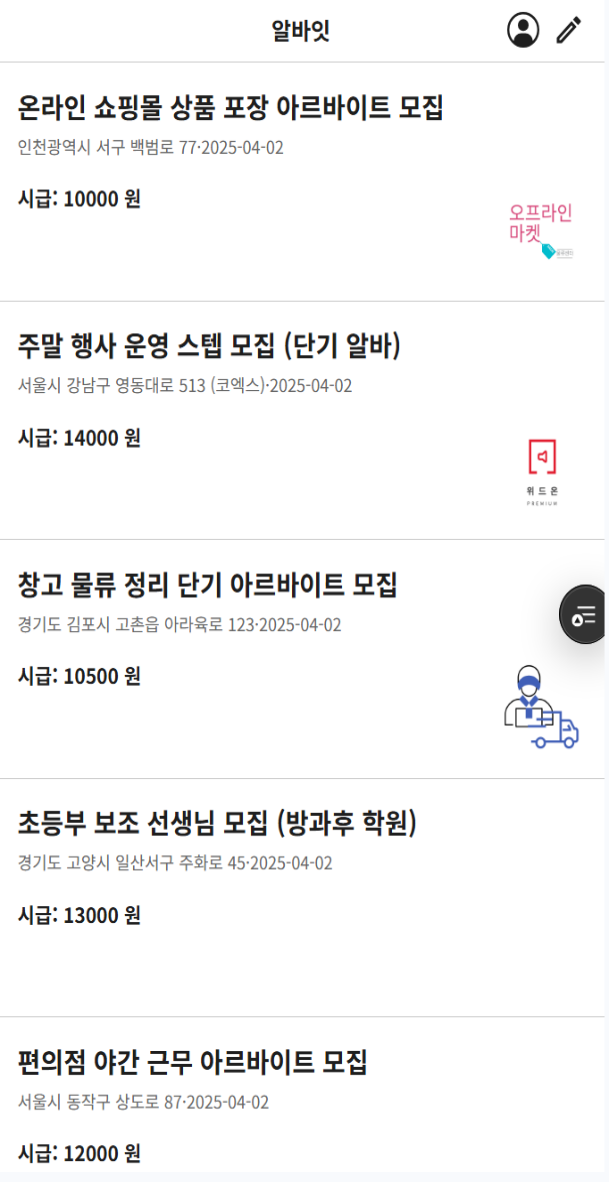 알바잇
온라인 쇼핑몰 상품 포장 아르바이트 모집
인천광역시 서구 백범로 77·2025-04-02
시급: 10000 원
오프라인
마켓
주말 행사 운영 스텝 모집 (단기 알바)
서울시 강남구 영동대로 513 (코엑스)·2025-04-02
시급: 14000 원
위드온
PREMIUM
창고 물류 정리 단기 아르바이트 모집
경기도 김포시 고촌읍 아라육로 123·2025-04-02
시급: 10500 원
초등부 보조 선생님 모집 (방과후 학원)
경기도 고양시 일산서구 주화로 45·2025-04-02
시급: 13000 원
편의점 야간 근무 아르바이트 모집
서울시 동작구 상도로 87·2025-04-02
시급: 12000 원